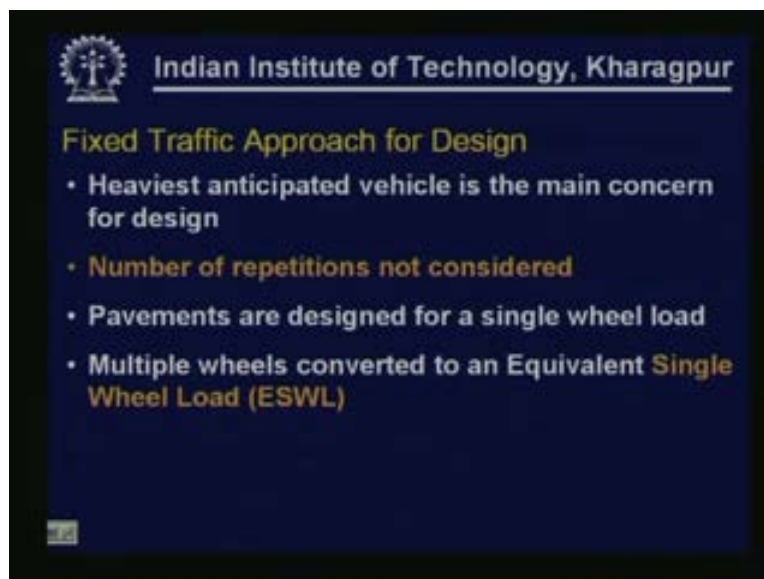 Indian Institute of Technology, Kharagpur
Fixed Traffic Approach for Design
• Heaviest anticipated vehicle is the main concern
for design
• Number of repetitions not considered
• Pavements are designed for a single wheel load
• Multiple wheels converted to an Equivalent Single
Wheel Load (ESWL)